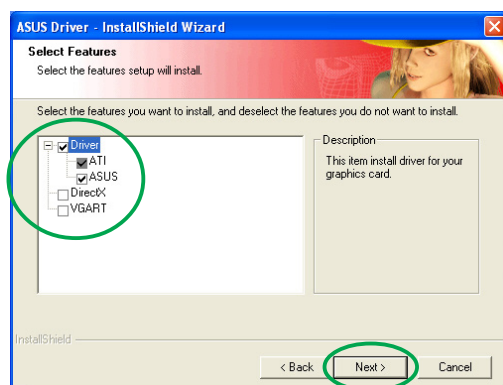 ASUS Driver - InstallShield Wizard
Select Features
Select the features setup will install.
Select the features you want to install, and deselect the features you do not want to install.
Driver
ATI
ASUS
DirectX
VGART
Description
This item install driver for your
graphics card.
InstallShield
< Back
Next >
Cancel